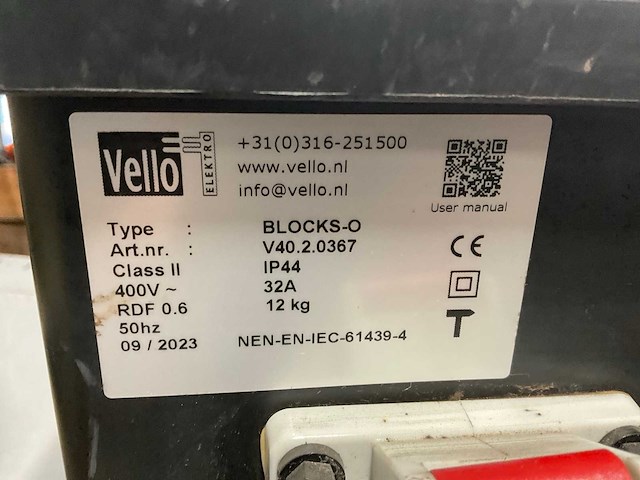 Vello ELEKTRO
+31(0)316-251500
www.vello.nl
info@vello.nl
User manual
Type : BLOCKS-O
Art.nr. : V40.2.0367
Class II IP44
400V ~ 32A
RDF 0.6 12 kg
50hz
09 / 2023 NEN-EN-IEC-61439-4
CE